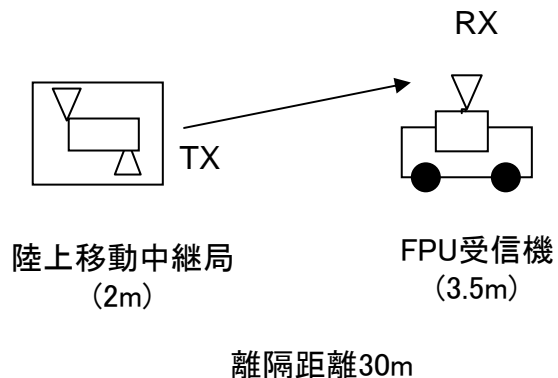 RX
TX
陸上移動中継局
(2m)
FPU受信機
(3.5m)
離隔距離30m